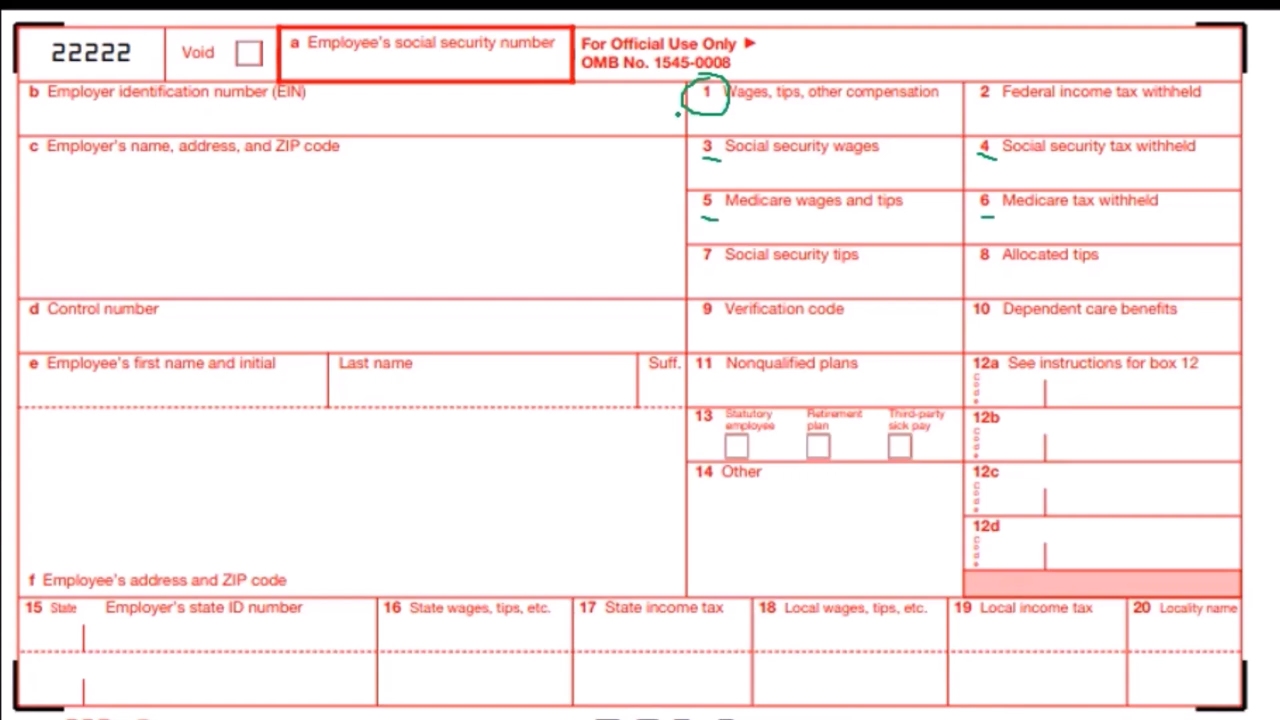 22222 Void a Employee's social security number For Official Use Only ►
OMB No. 1545-0008
b Employer identification number (EIN)
1 Wages, tips, other compensation
2 Federal income tax withheld
c Employer's name, address, and ZIP code
3 Social security wages
4 Social security tax withheld
5 Medicare wages and tips
6 Medicare tax withheld
7 Social security tips
8 Allocated tips
d Control number
9 Verification code
10 Dependent care benefits
e Employee's first name and initial
Last name
Suff.
11 Nonqualified plans
12a See instructions for box 12
Code
13 Statutory employee
Retirement plan
Third-party sick pay
12b
Code
14 Other
12c
Code
12d
Code
f Employee's address and ZIP code
15 State Employer's state ID number
16 State wages, tips, etc.
17 State income tax
18 Local wages, tips, etc.
19 Local income tax
20 Locality name